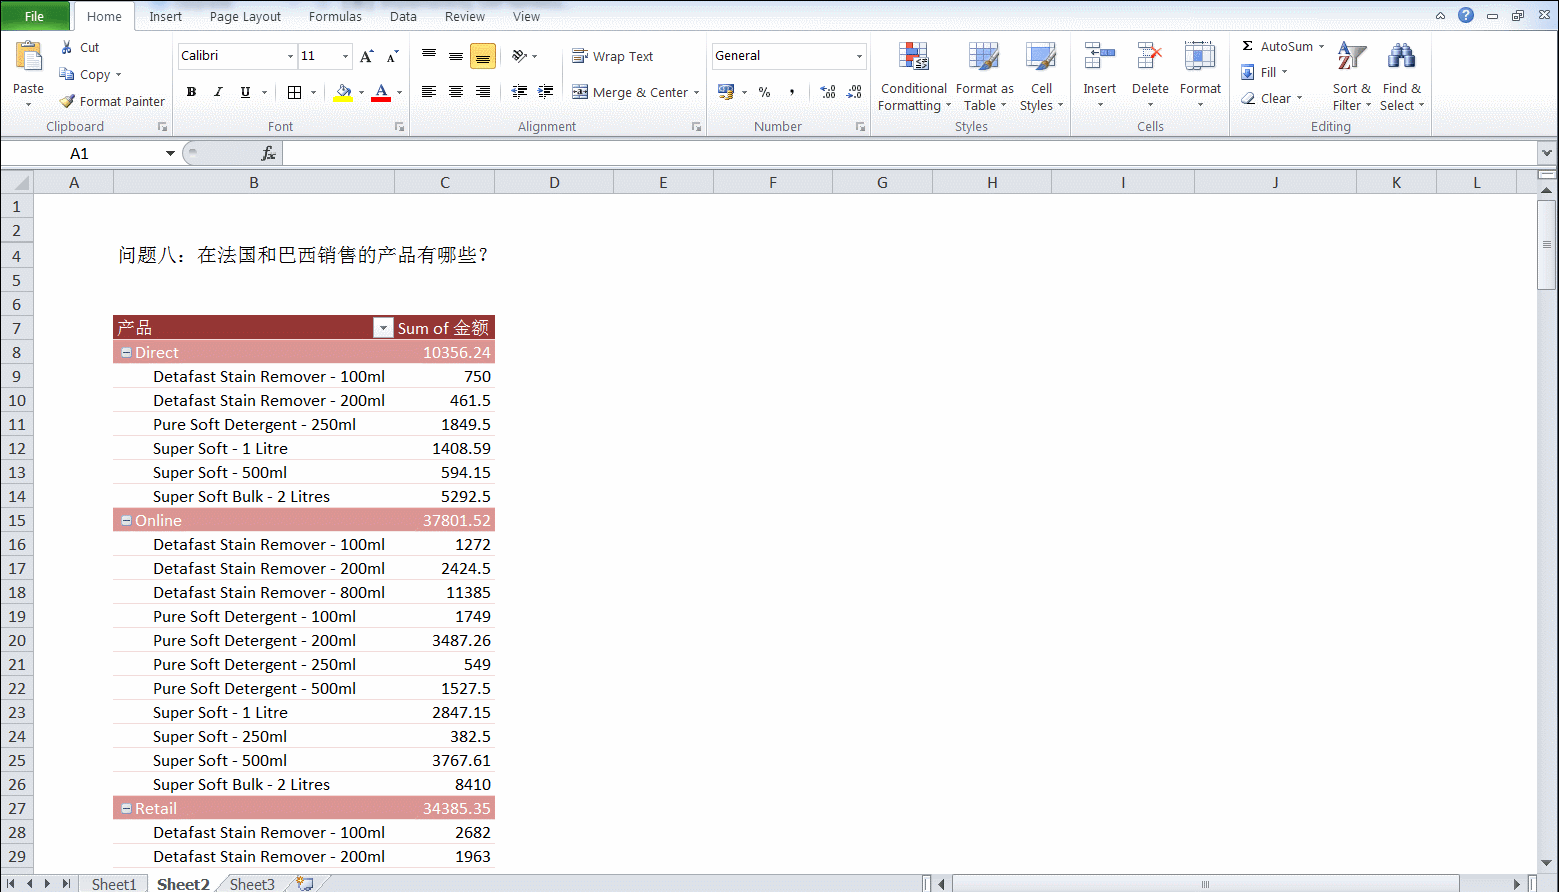 File Home Insert Page Layout Formulas Data Review View
Paste
Cut
Copy
Format Painter
Clipboard
Calibri 11
B I U A
Font
Wrap Text
Merge & Center
Alignment
General
% ,
Number
Conditional Formatting
Format as Table
Cell Styles
Styles
Insert Delete Format
Cells
Σ AutoSum
Fill
Clear
Sort & Filter
Find & Select
Editing
A1 fx
A B C D E F G H I J K L
1
2
4 问题八：在法国和巴西销售的产品有哪些？
5
6
7 产品 Sum of 金额
8 Direct 10356.24
9 Detafast Stain Remover - 100ml 750
10 Detafast Stain Remover - 200ml 461.5
11 Pure Soft Detergent - 250ml 1849.5
12 Super Soft - 1 Litre 1408.59
13 Super Soft - 500ml 594.15
14 Super Soft Bulk - 2 Litres 5292.5
15 Online 37801.52
16 Detafast Stain Remover - 100ml 1272
17 Detafast Stain Remover - 200ml 2424.5
18 Detafast Stain Remover - 800ml 11385
19 Pure Soft Detergent - 100ml 1749
20 Pure Soft Detergent - 200ml 3487.26
21 Pure Soft Detergent - 250ml 549
22 Pure Soft Detergent - 500ml 1527.5
23 Super Soft - 1 Litre 2847.15
24 Super Soft - 250ml 382.5
25 Super Soft - 500ml 3767.61
26 Super Soft Bulk - 2 Litres 8410
27 Retail 34385.35
28 Detafast Stain Remover - 100ml 2682
29 Detafast Stain Remover - 200ml 1963
Sheet1 Sheet2 Sheet3